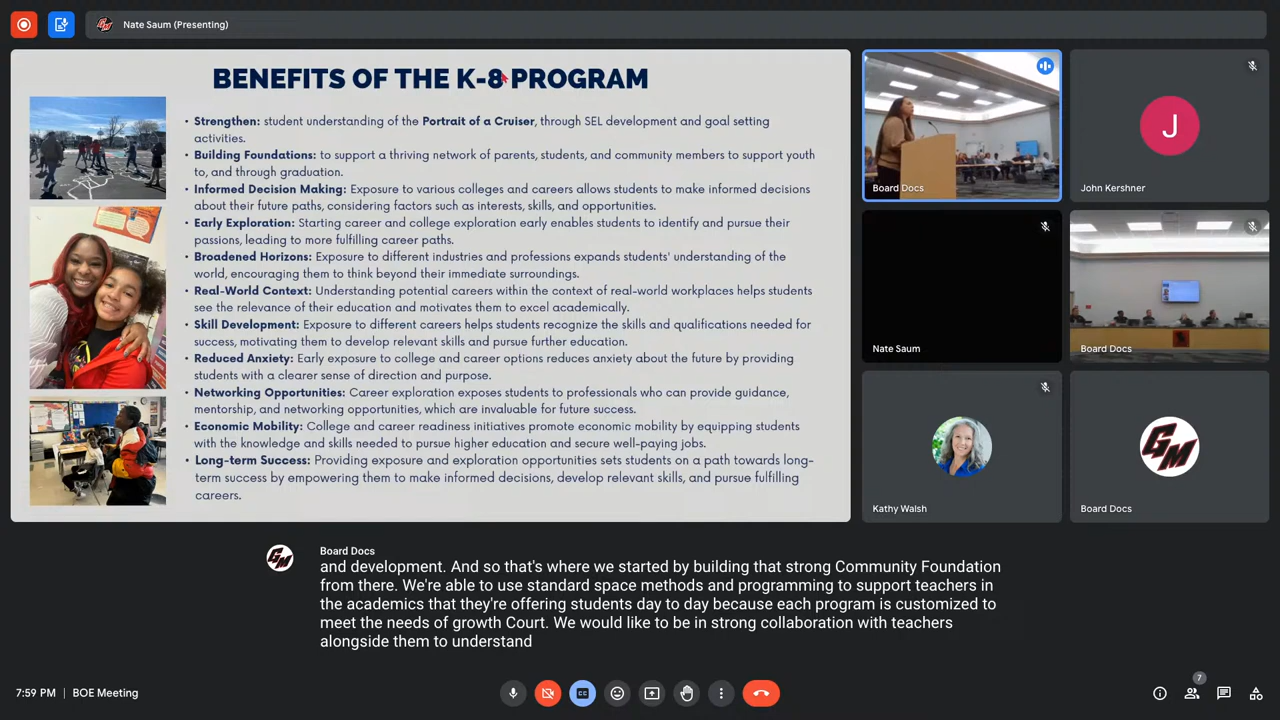 Nate Saum (Presenting)
BENEFITS OF THE K-8 PROGRAM
• Strengthen: student understanding of the Portrait of a Cruiser, through SEL development and goal setting
activities.
• Building Foundations: to support a thriving network of parents, students, and community members to support youth
to, and through graduation.
• Informed Decision Making: Exposure to various colleges and careers allows students to make informed decisions
about their future paths, considering factors such as interests, skills, and opportunities.
• Early Exploration: Starting career and college exploration early enables students to identify and pursue their
passions, leading to more fulfilling career paths.
• Broadened Horizons: Exposure to different industries and professions expands students' understanding of the
world, encouraging them to think beyond their immediate surroundings.
• Real-World Context: Understanding potential careers within the context of real-world workplaces helps students
see the relevance of their education and motivates them to excel academically.
• Skill Development: Exposure to different careers helps students recognize the skills and qualifications needed for
success, motivating them to develop relevant skills and pursue further education.
• Reduced Anxiety: Early exposure to college and career options reduces anxiety about the future by providing
students with a clearer sense of direction and purpose.
• Networking Opportunities: Career exploration exposes students to professionals who can provide guidance,
mentorship, and networking opportunities, which are invaluable for future success.
• Economic Mobility: College and career readiness initiatives promote economic mobility by equipping students
with the knowledge and skills needed to pursue higher education and secure well-paying jobs.
• Long-term Success: Providing exposure and exploration opportunities sets students on a path towards long-
term success by empowering them to make informed decisions, develop relevant skills, and pursue fulfilling
careers.
Board Docs
J
John Kershner
Nate Saum
Board Docs
Kathy Walsh
GM
Board Docs
GM
Board Docs
and development. And so that's where we started by building that strong Community Foundation
from there. We're able to use standard space methods and programming to support teachers in
the academics that they're offering students day to day because each program is customized to
meet the needs of growth Court. We would like to be in strong collaboration with teachers
alongside them to understand
7:59 PM | BOE Meeting
CC
7